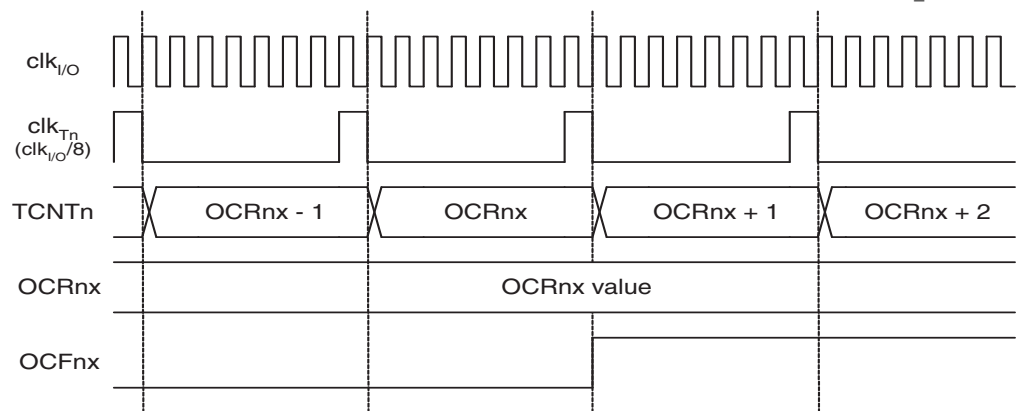 clkI/O
clkTn
(clkI/O/8)
TCNTn
OCRnx - 1
OCRnx
OCRnx + 1
OCRnx + 2
OCRnx
OCRnx value
OCFnx